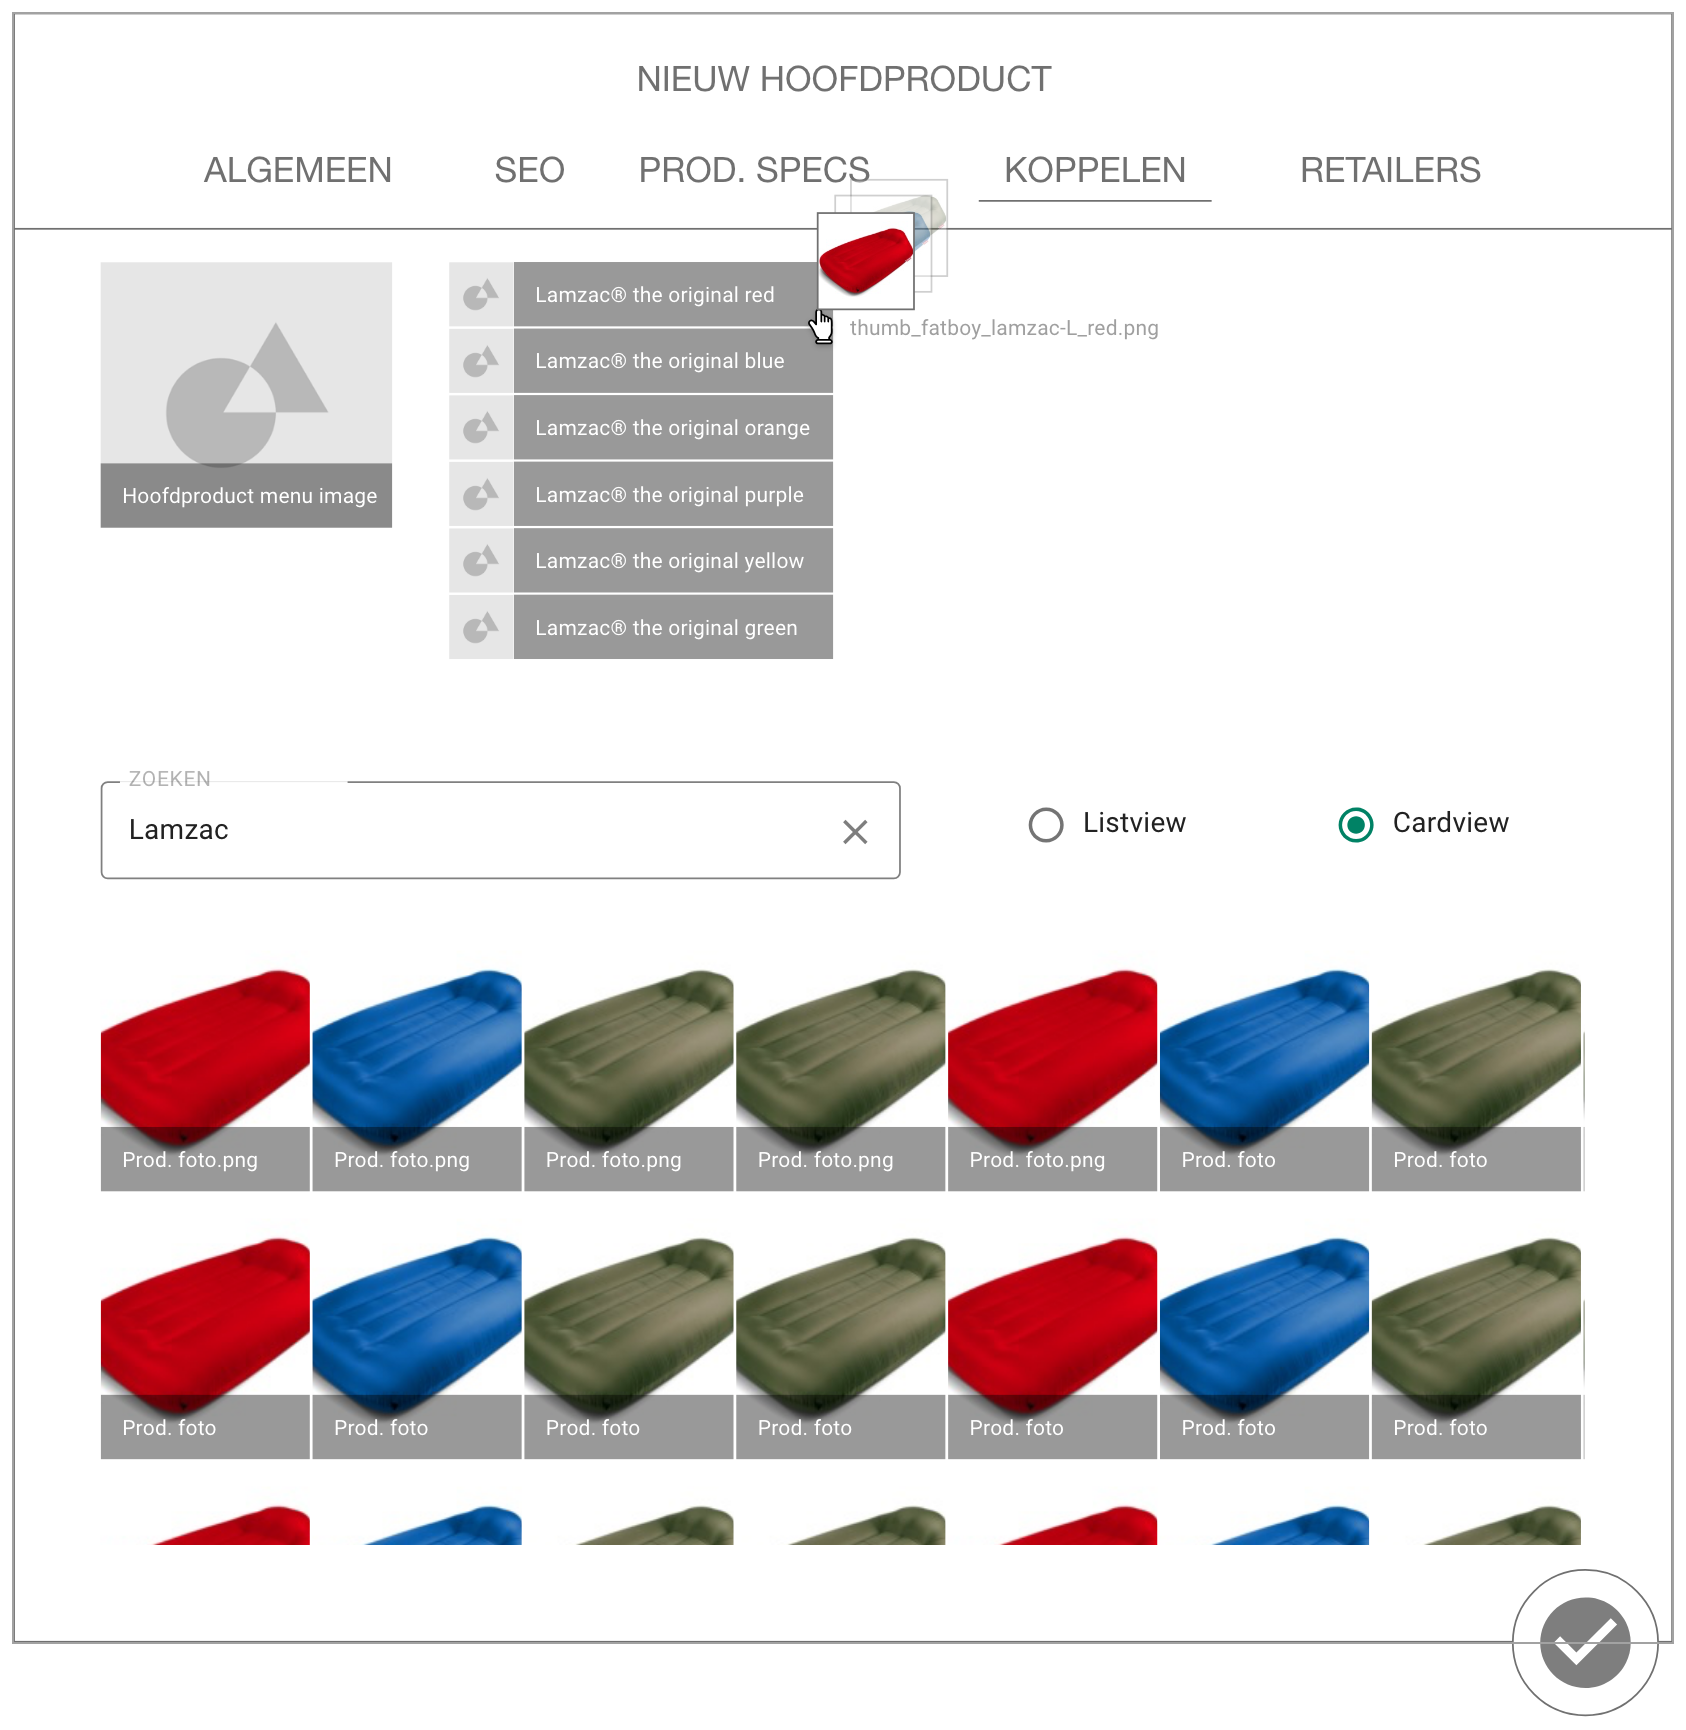 NIEUW HOOFDPRODUCT
ALGEMEEN
SEO
PROD. SPECS
KOPPELEN
RETAILERS
Hoofdproduct menu image
Lamzac® the original red
thumb_fatboy_lamzac-L_red.png
Lamzac® the original blue
Lamzac® the original orange
Lamzac® the original purple
Lamzac® the original yellow
Lamzac® the original green
ZOEKEN
Lamzac
Listview
Cardview
Prod. foto.png
Prod. foto.png
Prod. foto.png
Prod. foto.png
Prod. foto.png
Prod. foto
Prod. foto
Prod. foto
Prod. foto
Prod. foto
Prod. foto
Prod. foto
Prod. foto
Prod. foto